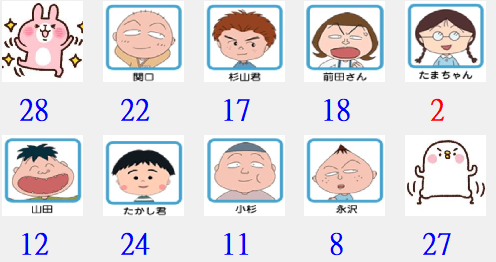 関口 杉山君 前田さん たまちゃん
28 22 17 18 2
山田 たかし君 小杉 永沢
12 24 11 8 27